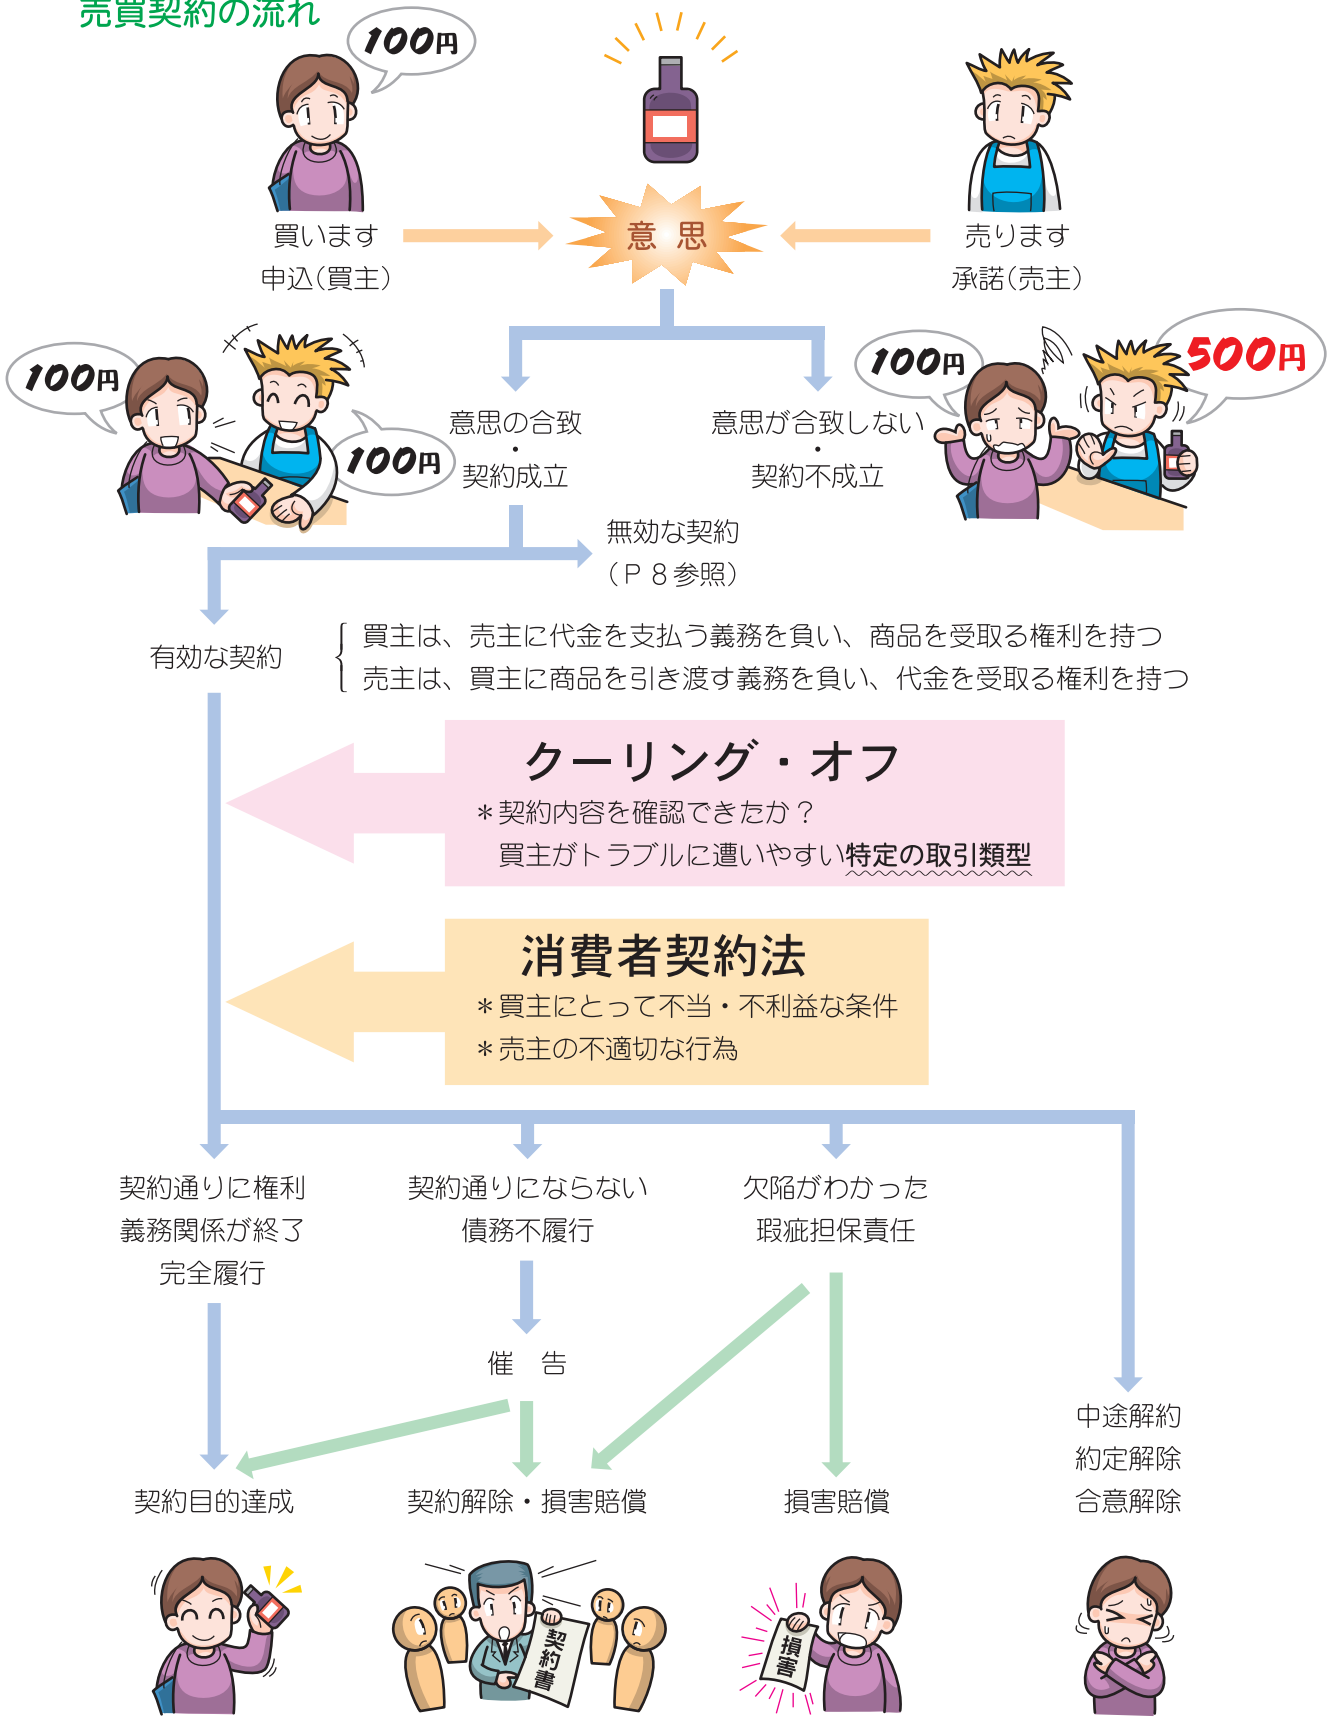 売買契約の流れ
100円
買います
申込(買主)
意思
売ります
承諾(売主)
100円
100円
意思の合致
・
契約成立
意思が合致しない
・
契約不成立
100円
500円
無効な契約
(P8参照)
有効な契約
買主は、売主に代金を支払う義務を負い、商品を受取る権利を持つ
売主は、買主に商品を引き渡す義務を負い、代金を受取る権利を持つ
クーリング・オフ
＊契約内容を確認できたか？
買主がトラブルに遭いやすい特定の取引類型
消費者契約法
＊買主にとって不当・不利益な条件
＊売主の不適切な行為
契約通りに権利
義務関係が終了
完全履行
契約通りにならない
債務不履行
欠陥がわかった
瑕疵担保責任
催 告
中途解約
約定解除
合意解除
契約目的達成
契約解除・損害賠償
損害賠償
契約書
損害